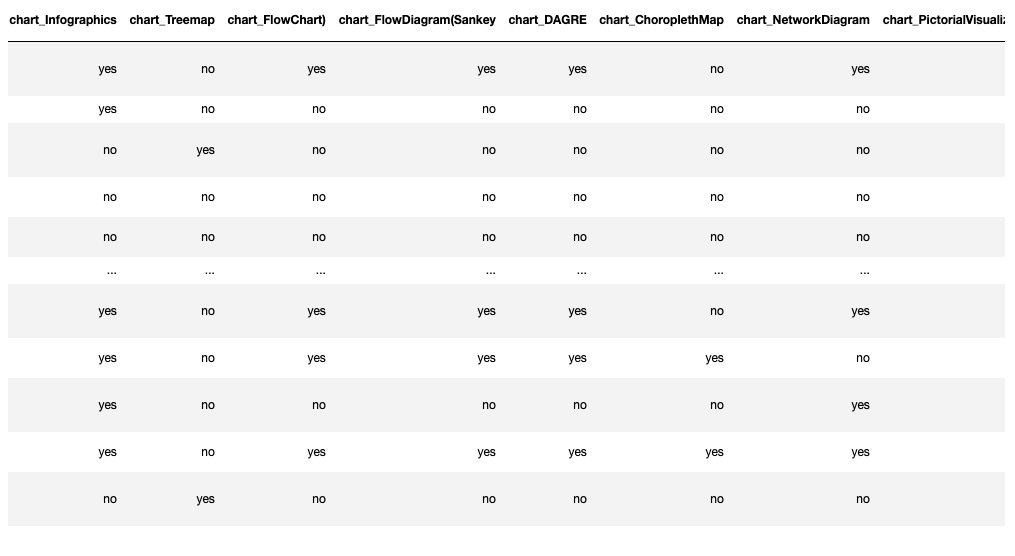 chart_Infographics chart_Treemap chart_FlowChart) chart_FlowDiagram(Sankey chart_DAGRE chart_ChoroplethMap chart_NetworkDiagram chart_PictorialVisuali
yes no yes yes yes no yes
yes no no no no no no
no yes no no no no no
no no no no no no no
no no no no no no no
... ... ... ... ... ... ...
yes no yes yes yes no yes
yes no yes yes yes yes no
yes no no no no no yes
yes no yes yes yes yes yes
no yes no no no no no